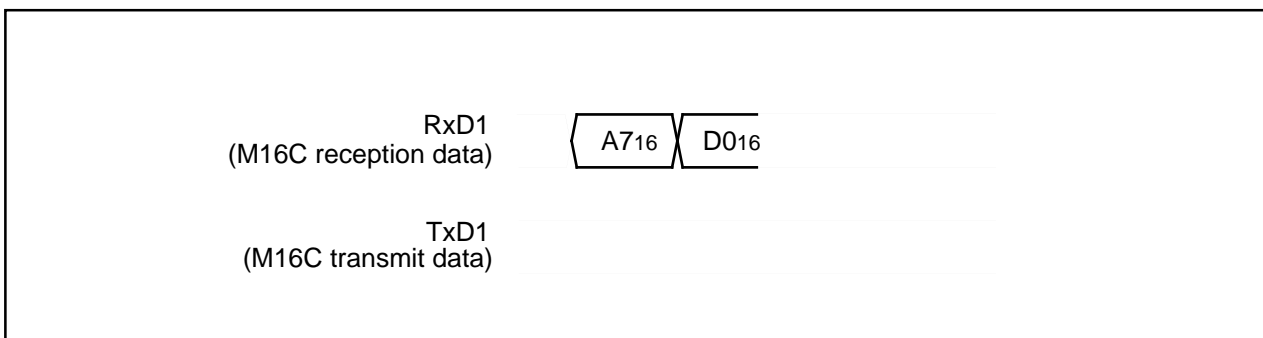 RxD1
(M16C reception data)
A716 D016
TxD1
(M16C transmit data)